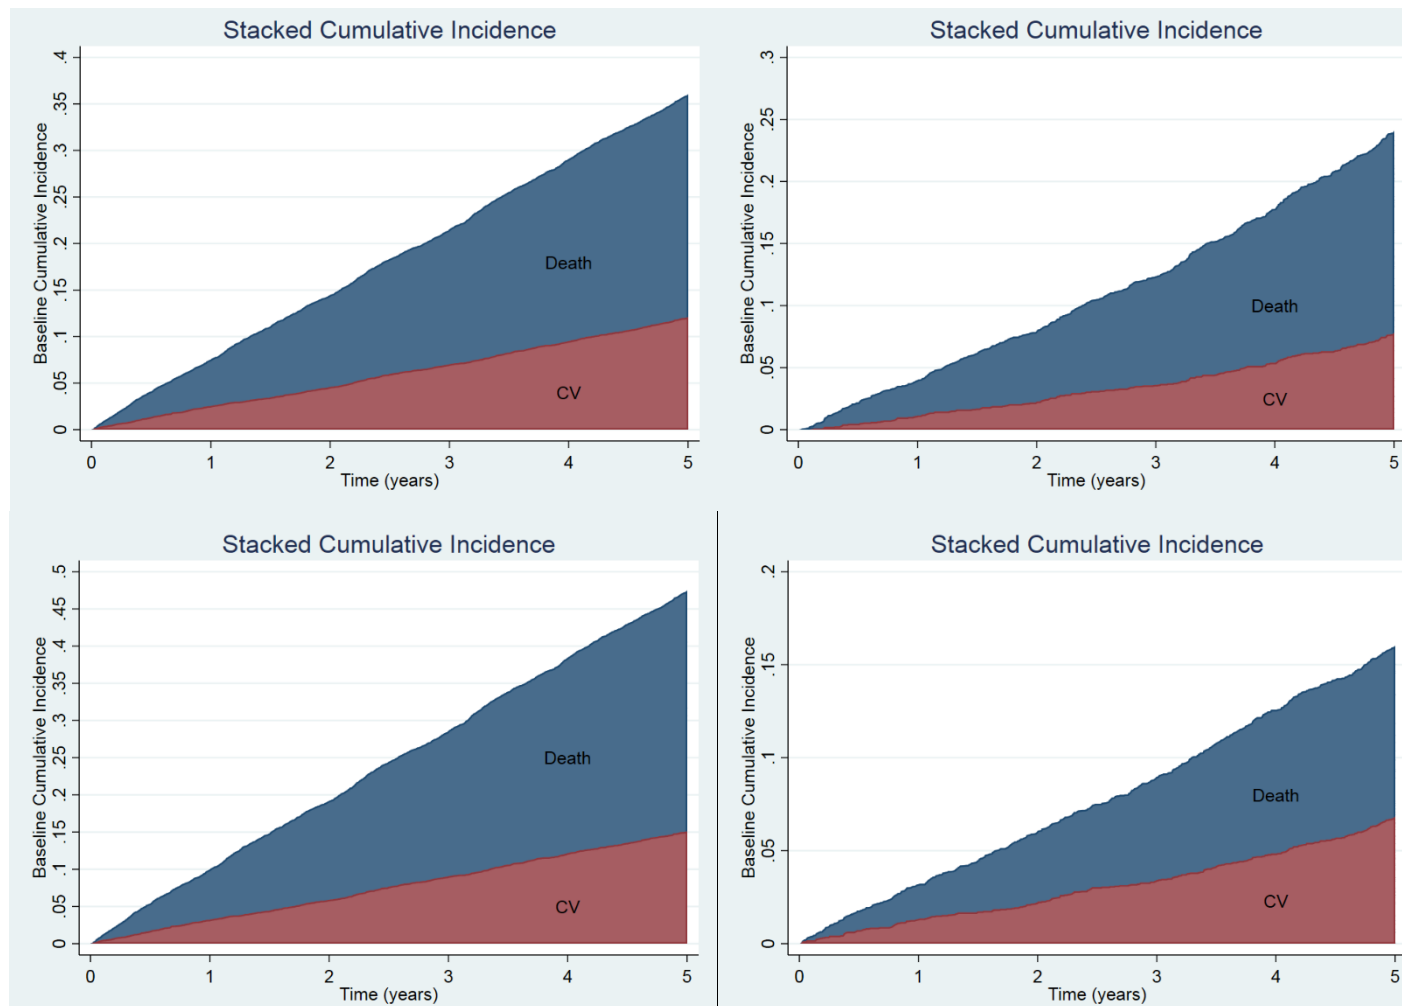 Stacked Cumulative Incidence
Baseline Cumulative Incidence
.4
.35
.3
.25
.2
.15
.1
.05
0
Death
CV
0 1 2 3 4 5
Time (years)
Stacked Cumulative Incidence
Baseline Cumulative Incidence
.3
.25
.2
.15
.1
.05
0
Death
CV
0 1 2 3 4 5
Time (years)
Stacked Cumulative Incidence
Baseline Cumulative Incidence
.5
.45
.4
.35
.3
.25
.2
.15
.1
.05
0
Death
CV
0 1 2 3 4 5
Time (years)
Stacked Cumulative Incidence
Baseline Cumulative Incidence
.2
.15
.1
.05
0
Death
CV
0 1 2 3 4 5
Time (years)